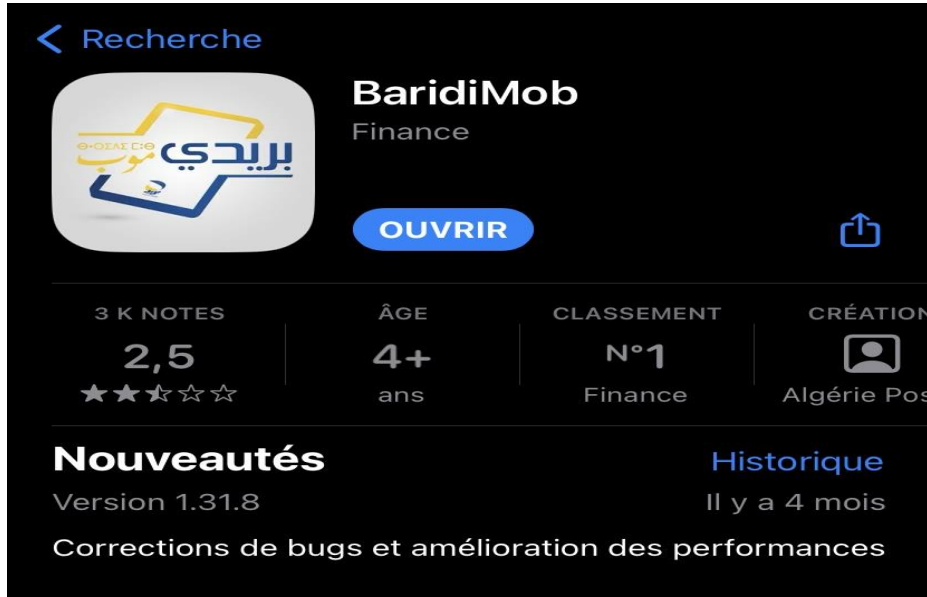 Recherche
BaridiMob
Finance
بريدي
موب
OUVRIR
3 K NOTES
ÂGE
CLASSEMENT
CRÉATION
2,5
4+
N°1
ans
Finance
Algérie Pos
Nouveautés
Historique
Version 1.31.8
Il y a 4 mois
Corrections de bugs et amélioration des performances